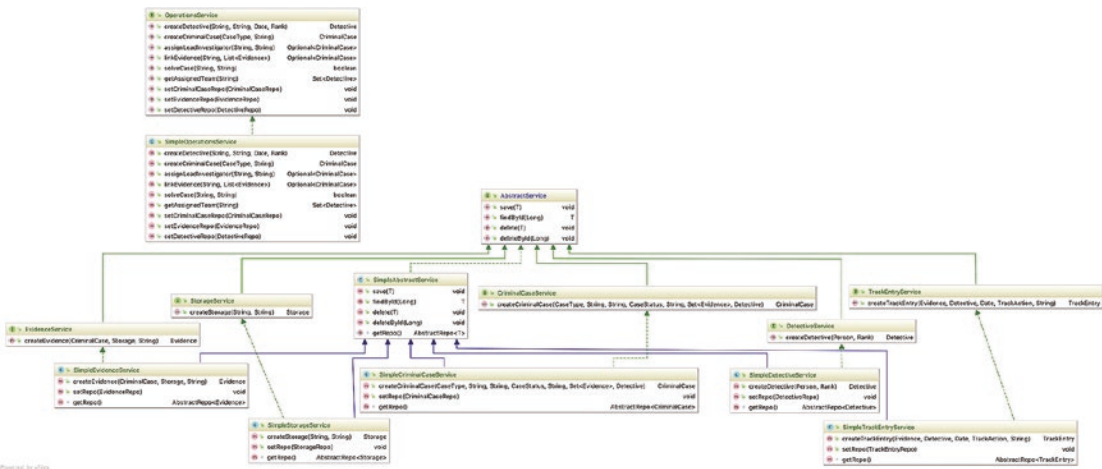 OperationsService
createDetective(String, String, Date, Rank) Detective
createCriminalCase(CaseType, String) CriminalCase
assignLeadInvestigator(String, String) Optional<CriminalCase>
linkEvidence(String, List<Evidence>) Optional<CriminalCase>
solveCase(String, String) boolean
getAssignedTeam(String) Set<Detective>
setCriminalCaseRepo(CriminalCaseRepo) void
setEvidenceRepo(EvidenceRepo) void
setDetectiveRepo(DetectiveRepo) void
SimpleOperationsService
createDetective(String, String, Date, Rank) Detective
createCriminalCase(CaseType, String) CriminalCase
assignLeadInvestigator(String, String) Optional<CriminalCase>
linkEvidence(String, List<Evidence>) Optional<CriminalCase>
solveCase(String, String) boolean
getAssignedTeam(String) Set<Detective>
setCriminalCaseRepo(CriminalCaseRepo) void
setEvidenceRepo(EvidenceRepo) void
setDetectiveRepo(DetectiveRepo) void
AbstractService
save(T) void
findById(Long) T
delete(T) void
deleteById(Long) void
SimpleAbstractService
save(T) void
findById(Long) T
delete(T) void
deleteById(Long) void
getRepo() AbstractRepo<T>
StorageService
createStorage(String, String) Storage
CriminalCaseService
createCriminalCase(CaseType, String, String, CaseStatus, String, Set<Evidence>, Detective) CriminalCase
TrackEntryService
createTrackEntry(Evidence, Detective, Date, TrackAction, String) TrackEntry
EvidenceService
createEvidence(CriminalCase, Storage, String) Evidence
DetectiveService
createDetective(Person, Rank) Detective
SimpleEvidenceService
createEvidence(CriminalCase, Storage, String) Evidence
setRepo(EvidenceRepo) void
getRepo() AbstractRepo<Evidence>
SimpleCriminalCaseService
createCriminalCase(CaseType, String, String, CaseStatus, String, Set<Evidence>, Detective) CriminalCase
setRepo(CriminalCaseRepo) void
getRepo() AbstractRepo<CriminalCase>
SimpleDetectiveService
createDetective(Person, Rank) Detective
setRepo(DetectiveRepo) void
getRepo() AbstractRepo<Detective>
SimpleStorageService
createStorage(String, String) Storage
setRepo(StorageRepo) void
getRepo() AbstractRepo<Storage>
SimpleTrackEntryService
createTrackEntry(Evidence, Detective, Date, TrackAction, String) TrackEntry
setRepo(TrackEntryRepo) void
getRepo() AbstractRepo<TrackEntry>
Powered by yFiles